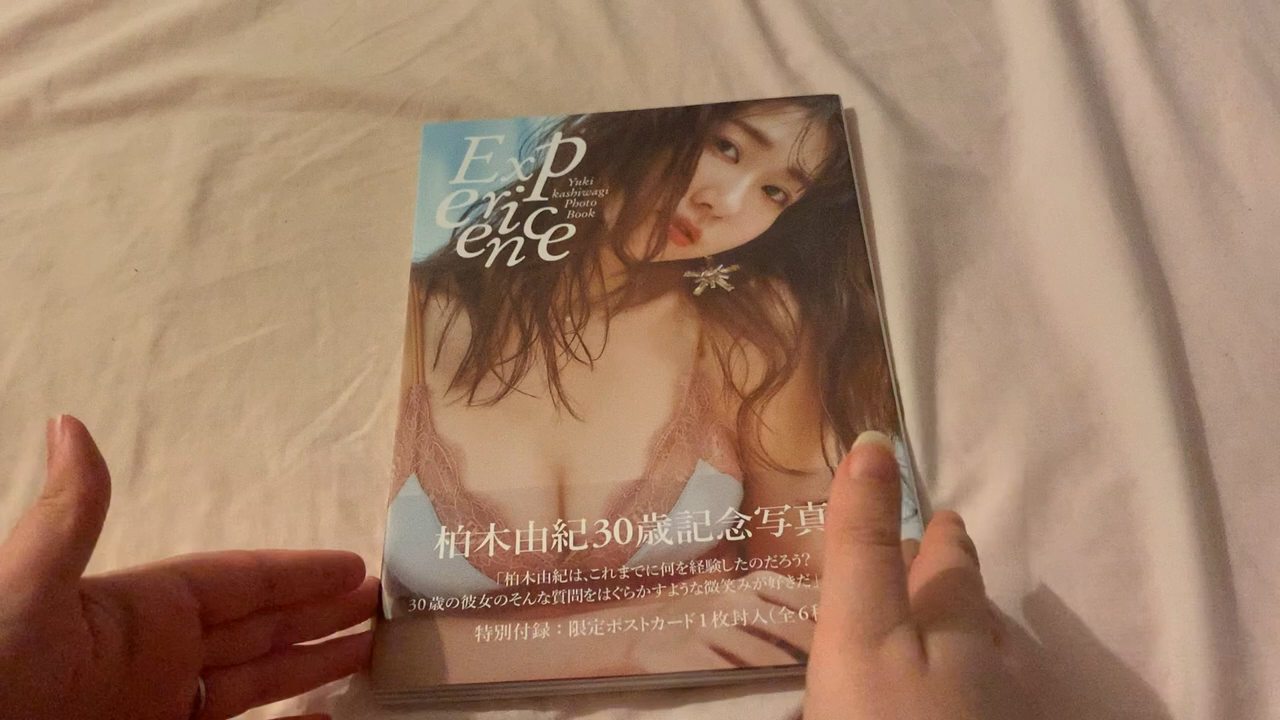 Experience
Yuki
kashiwagi
Photo
Book
柏木由紀30歳記念写真
「柏木由紀は、これまでに何を経験したのだろう?
30歳の彼女のそんな質問をはぐらかすような微笑みが好きだ」
特別付録：限定ポストカード1枚封入(全6種